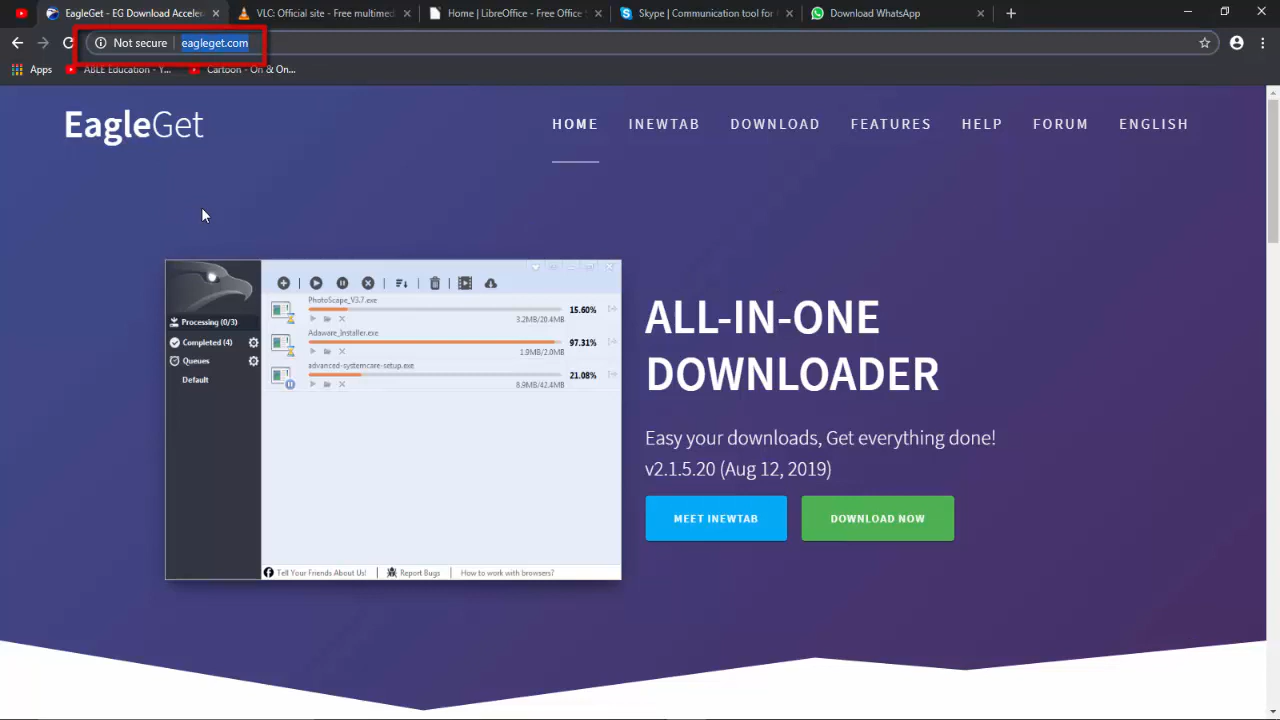 EagleGet - EG Download Acceler
VLC: Official site - Free multimed
Home | LibreOffice - Free Office
Skype | Communication tool for
Download WhatsApp
Not secure | eagleget.com
Apps
ABLE Education - Y...
Cartoon - On & On...
EagleGet
HOME
INEWTAB
DOWNLOAD
FEATURES
HELP
FORUM
ENGLISH
Processing (0/3)
Completed (4)
Queues
Default
PhotoScape_V3.7.exe
15.60%
3.2MB/20.4MB
Adaware_Installer.exe
97.31%
1.9MB/2.0MB
advanced-systemcare-setup.exe
21.08%
8.9MB/42.4MB
Tell Your Friends About Us!
Report Bugs
How to work with browsers?
ALL-IN-ONE
DOWNLOADER
Easy your downloads, Get everything done!
v2.1.5.20 (Aug 12, 2019)
MEET INEWTAB
DOWNLOAD NOW